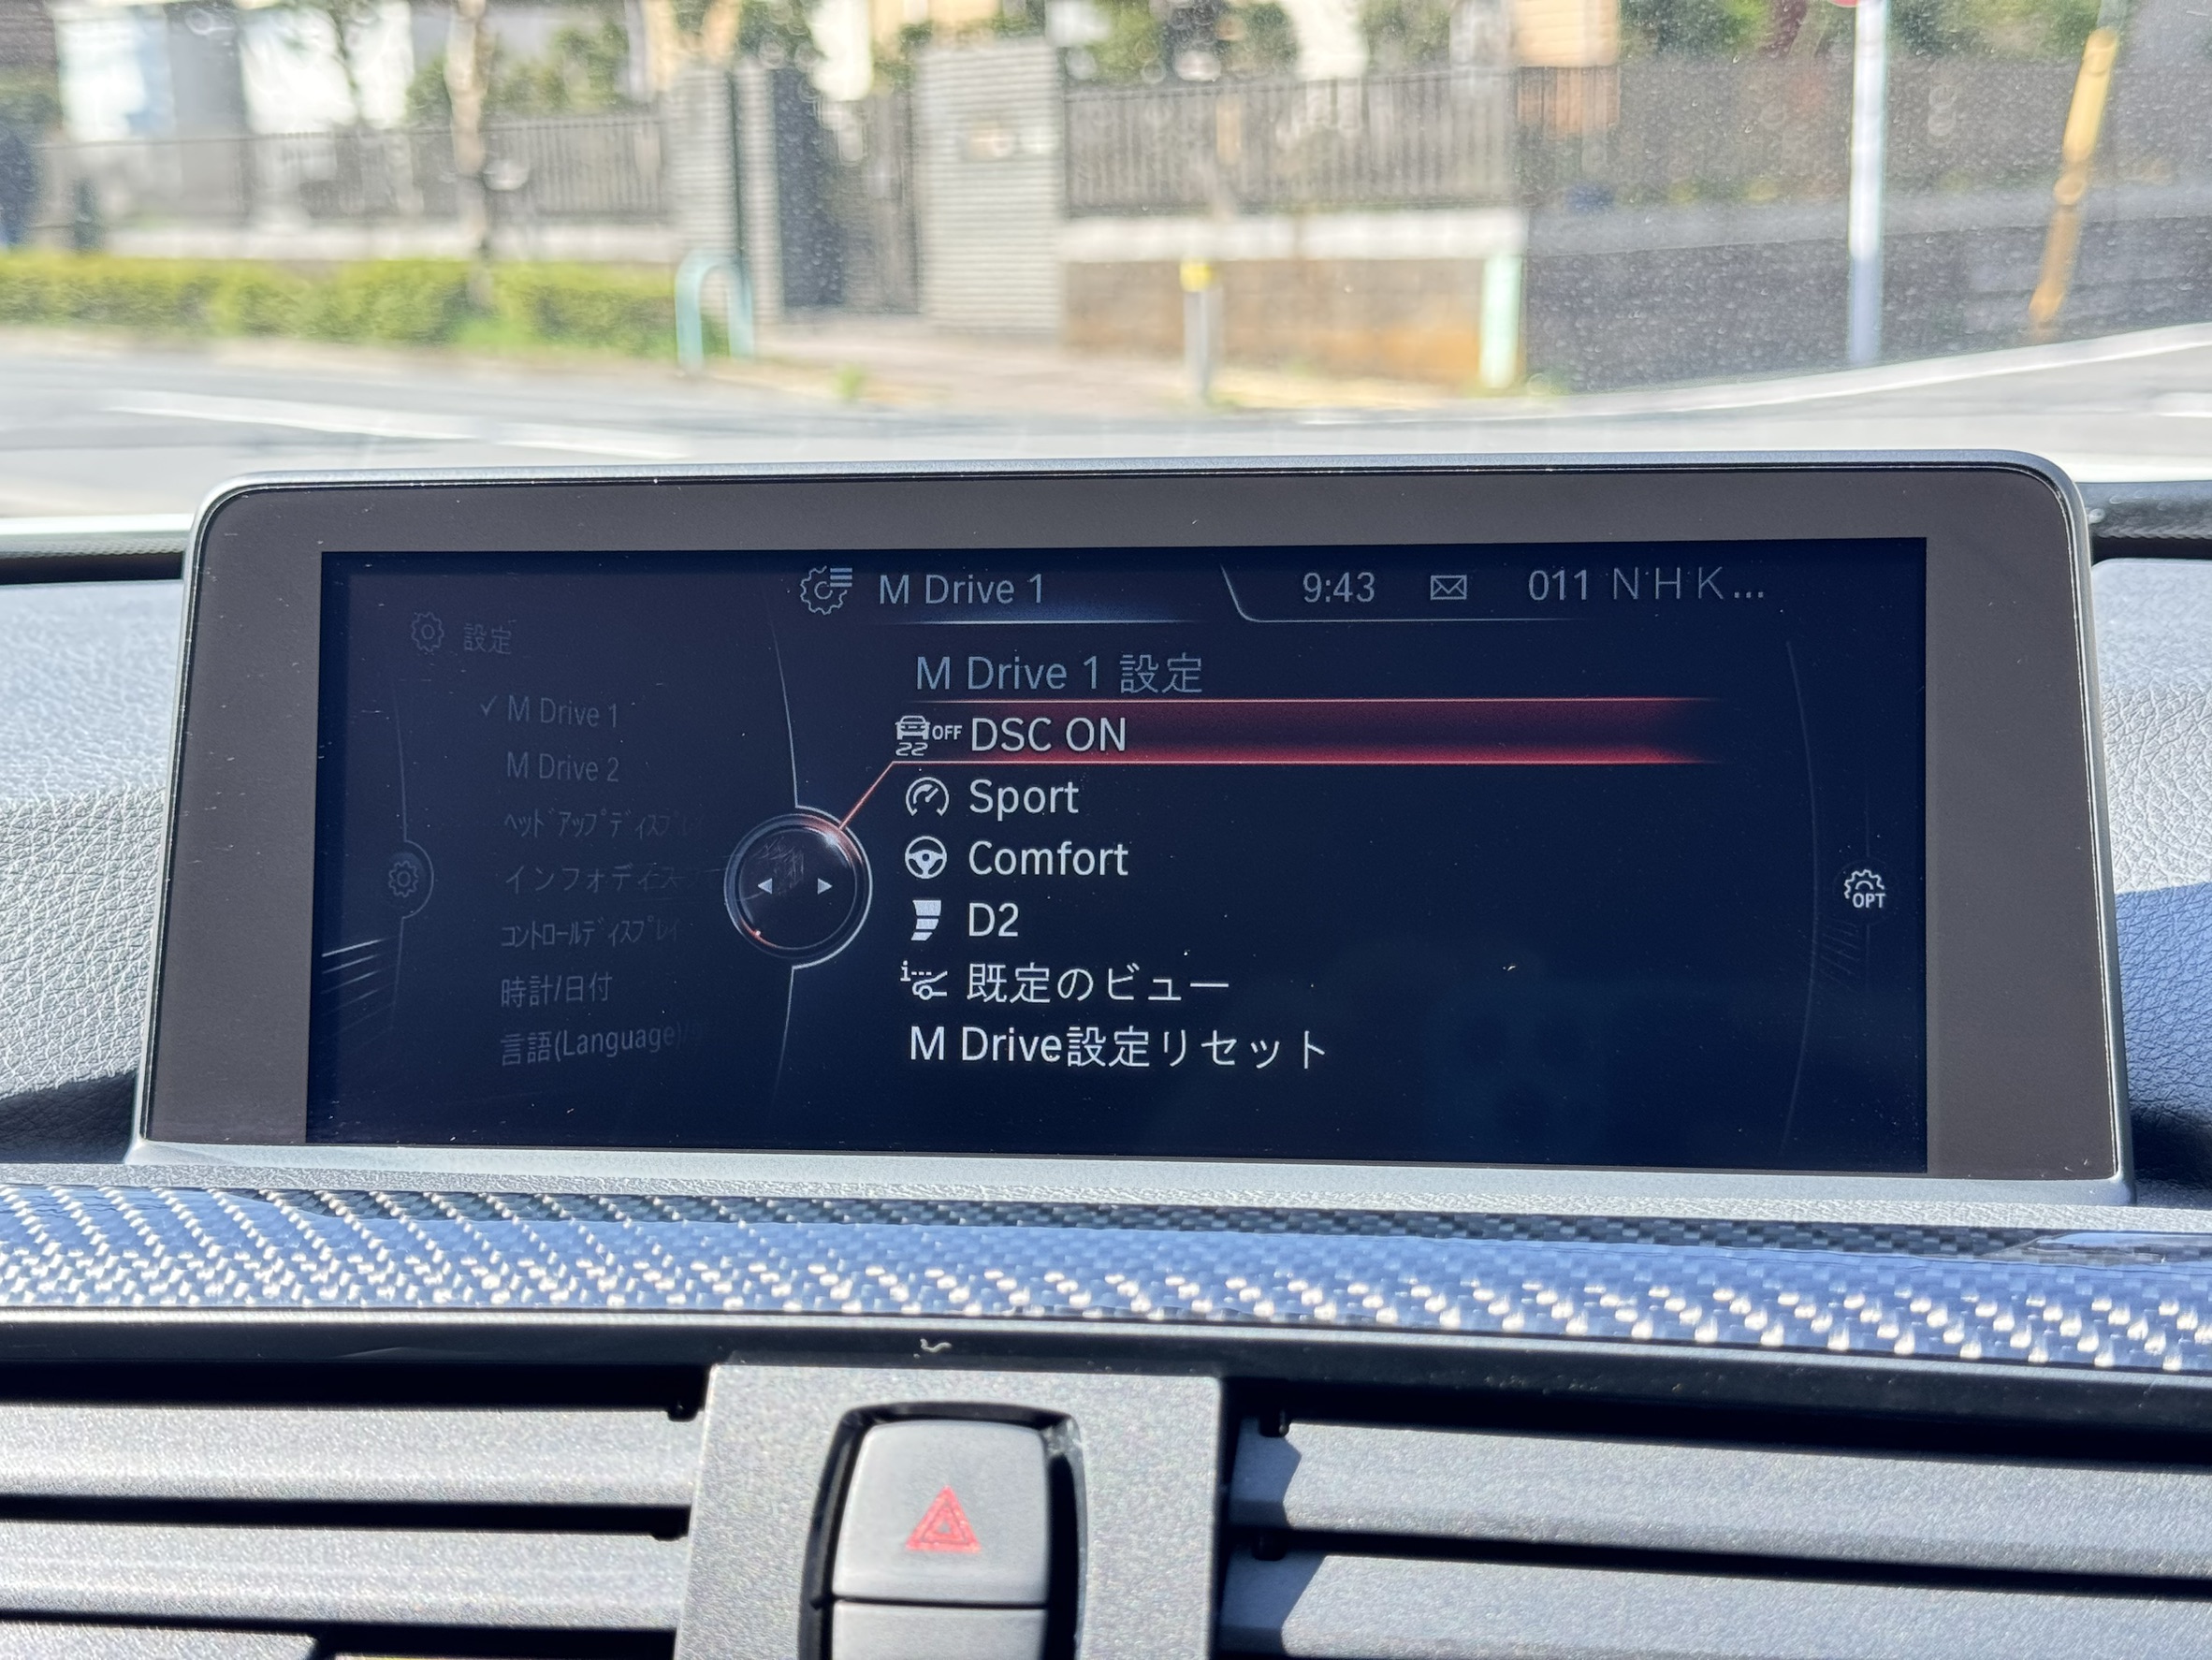 M Drive 1
9:43
011 NHK...
設定
✓ M Drive 1
M Drive 2
ヘッドアップディスプレイ
インフォディスプ
コントロールディスプレイ
時計/日付
言語(Language)/
M Drive 1 設定
OFF DSC ON
Sport
Comfort
D2
i 既定のビュー
M Drive設定リセット
OPT